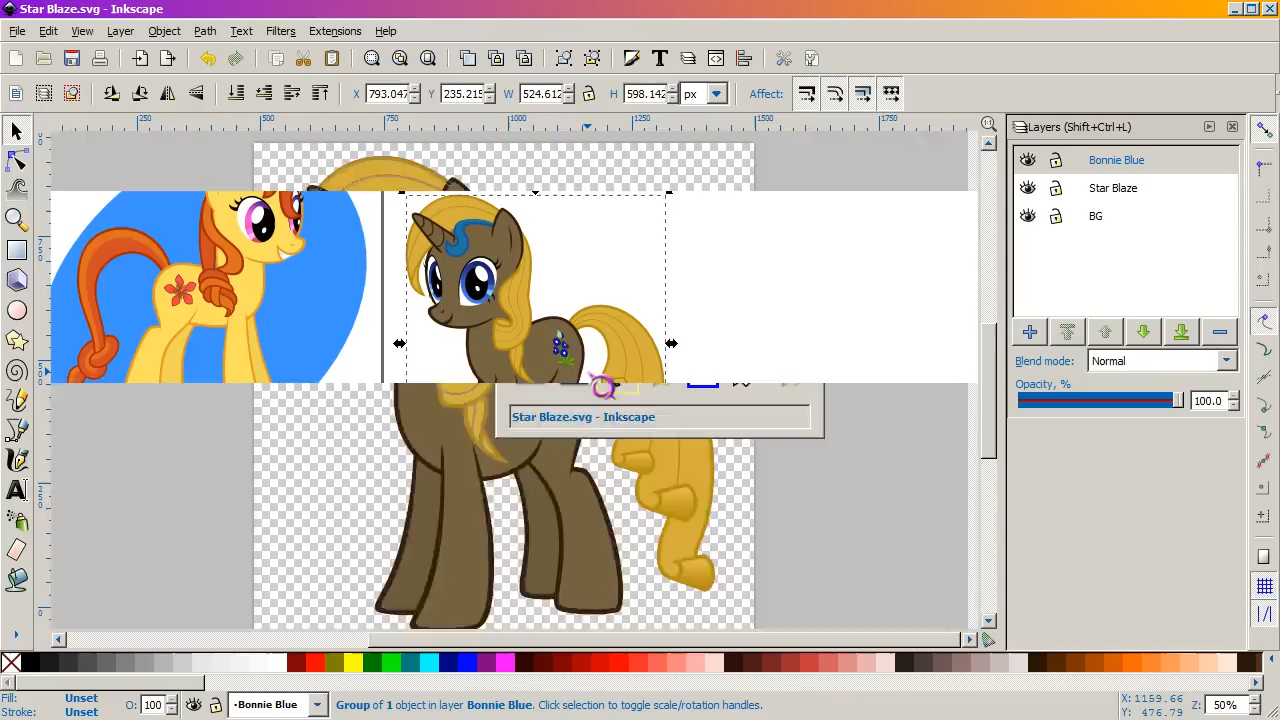 Star Blaze.svg - Inkscape
File Edit View Layer Object Path Text Filters Extensions Help
X 793.047 Y 235.215 W 524.612 H 598.142 px Affect:
250 500 750 1000 1250 1500 1750
Layers (Shift+Ctrl+L)
Bonnie Blue
Star Blaze
BG
Blend mode: Normal
Opacity, % 100.0
Star Blaze.svg - Inkscape
Fill: Unset
Stroke: Unset
O: 100
Bonnie Blue
Group of 1 object in layer Bonnie Blue. Click selection to toggle scale/rotation handles.
X:1159.66
Y: 476.79
Z: 50%